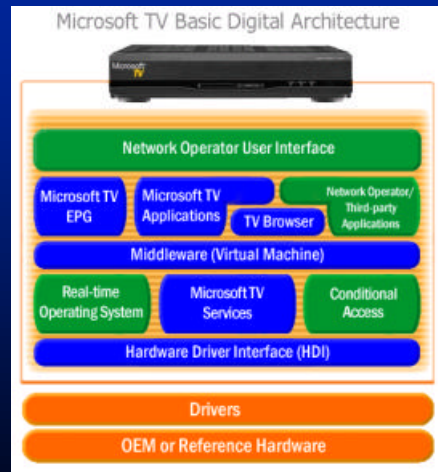 Microsoft TV Basic Digital Architecture
Microsoft
TV
Network Operator User Interface
Microsoft TV
EPG
Microsoft TV
Applications
TV Browser
Network Operator/
Third-party
Applications
Middleware (Virtual Machine)
Real-time
Operating System
Microsoft TV
Services
Conditional
Access
Hardware Driver Interface (HDI)
Drivers
OEM or Reference Hardware